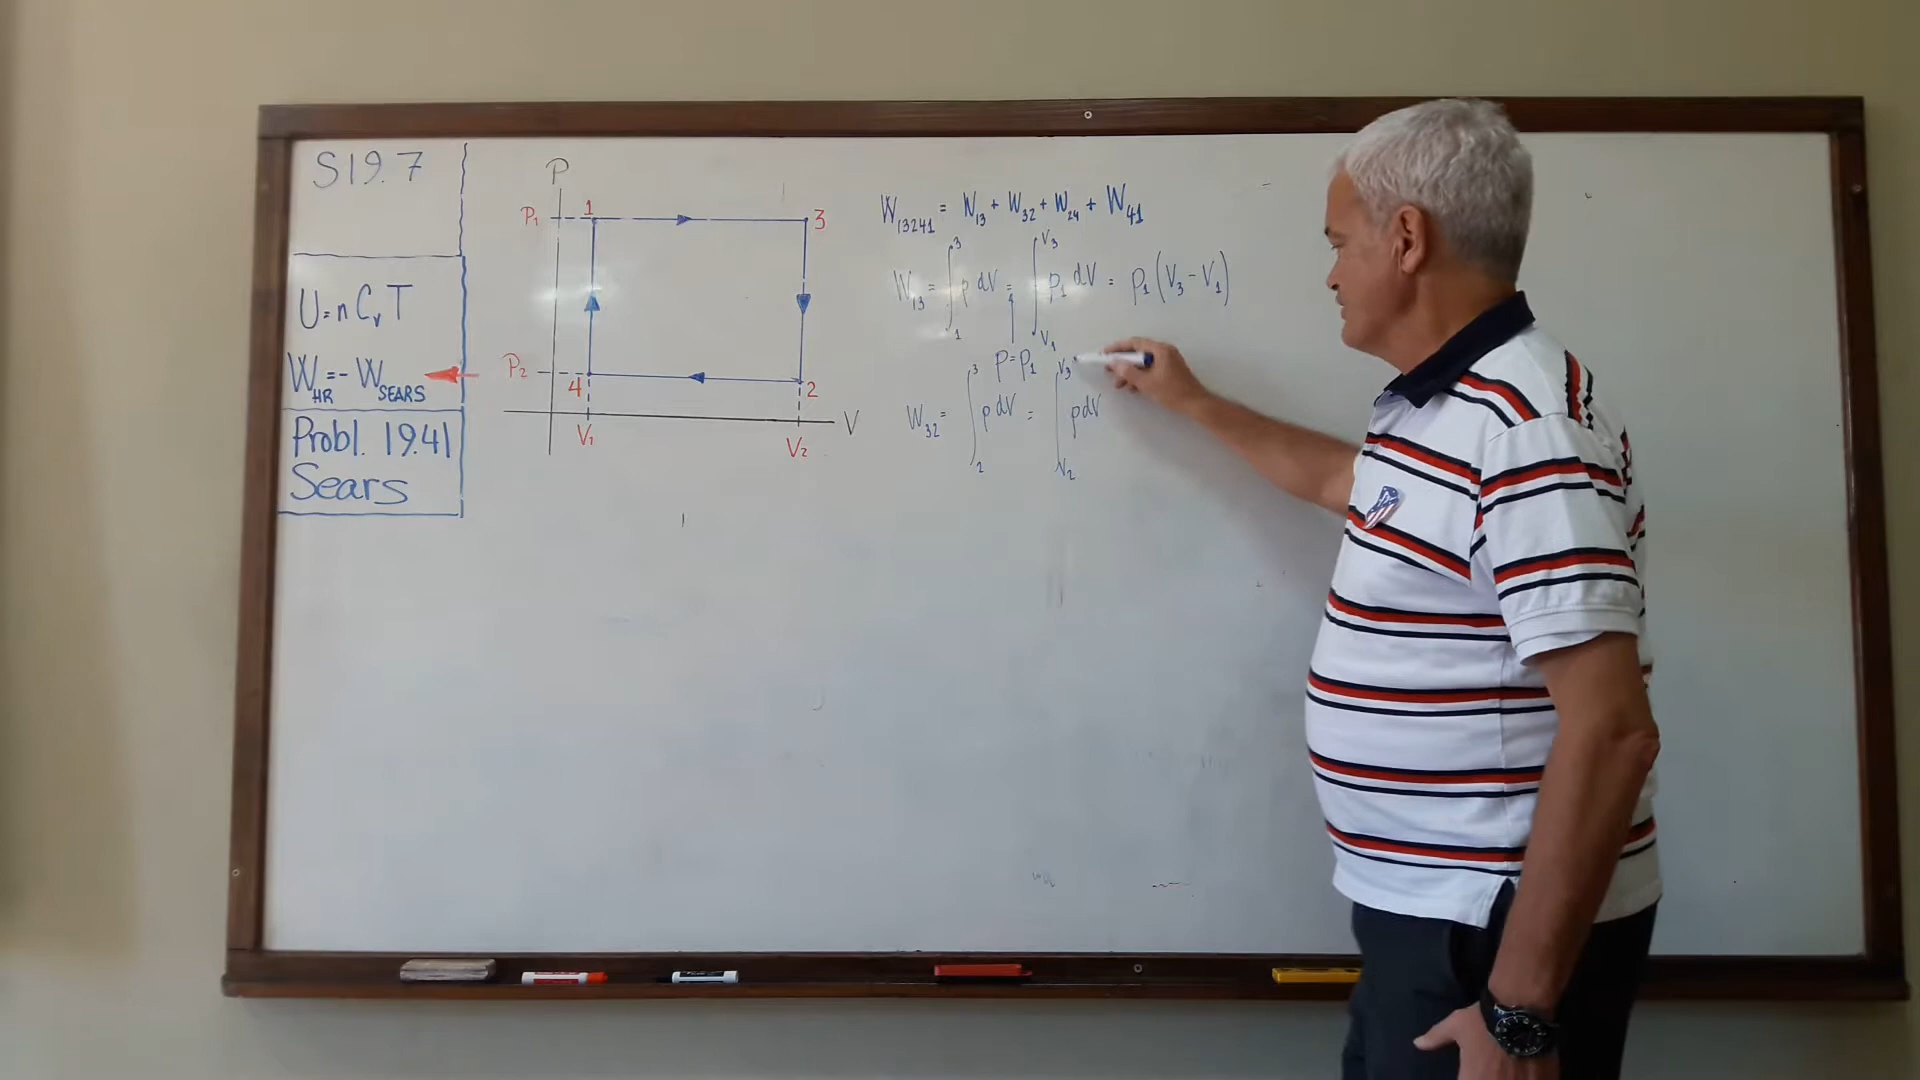 S19.7
U=nCᵥT
W_HR=-W_SEARS
Probl. 19.41
Sears
P
P₁
1
3
P₂
4
2
V
V₁
V₂
W₁₃₂₄₁ = W₁₃ + W₃₂ + W₂₄ + W₄₁
W₁₃ = ∫₁³ p dV = ∫_{V₁}^{V₃} p₁ dV = p₁(V₃-V₁)
P=P₁
W₃₂ = ∫₂³ p dV = ∫_{V₂}^{V₃} p dV